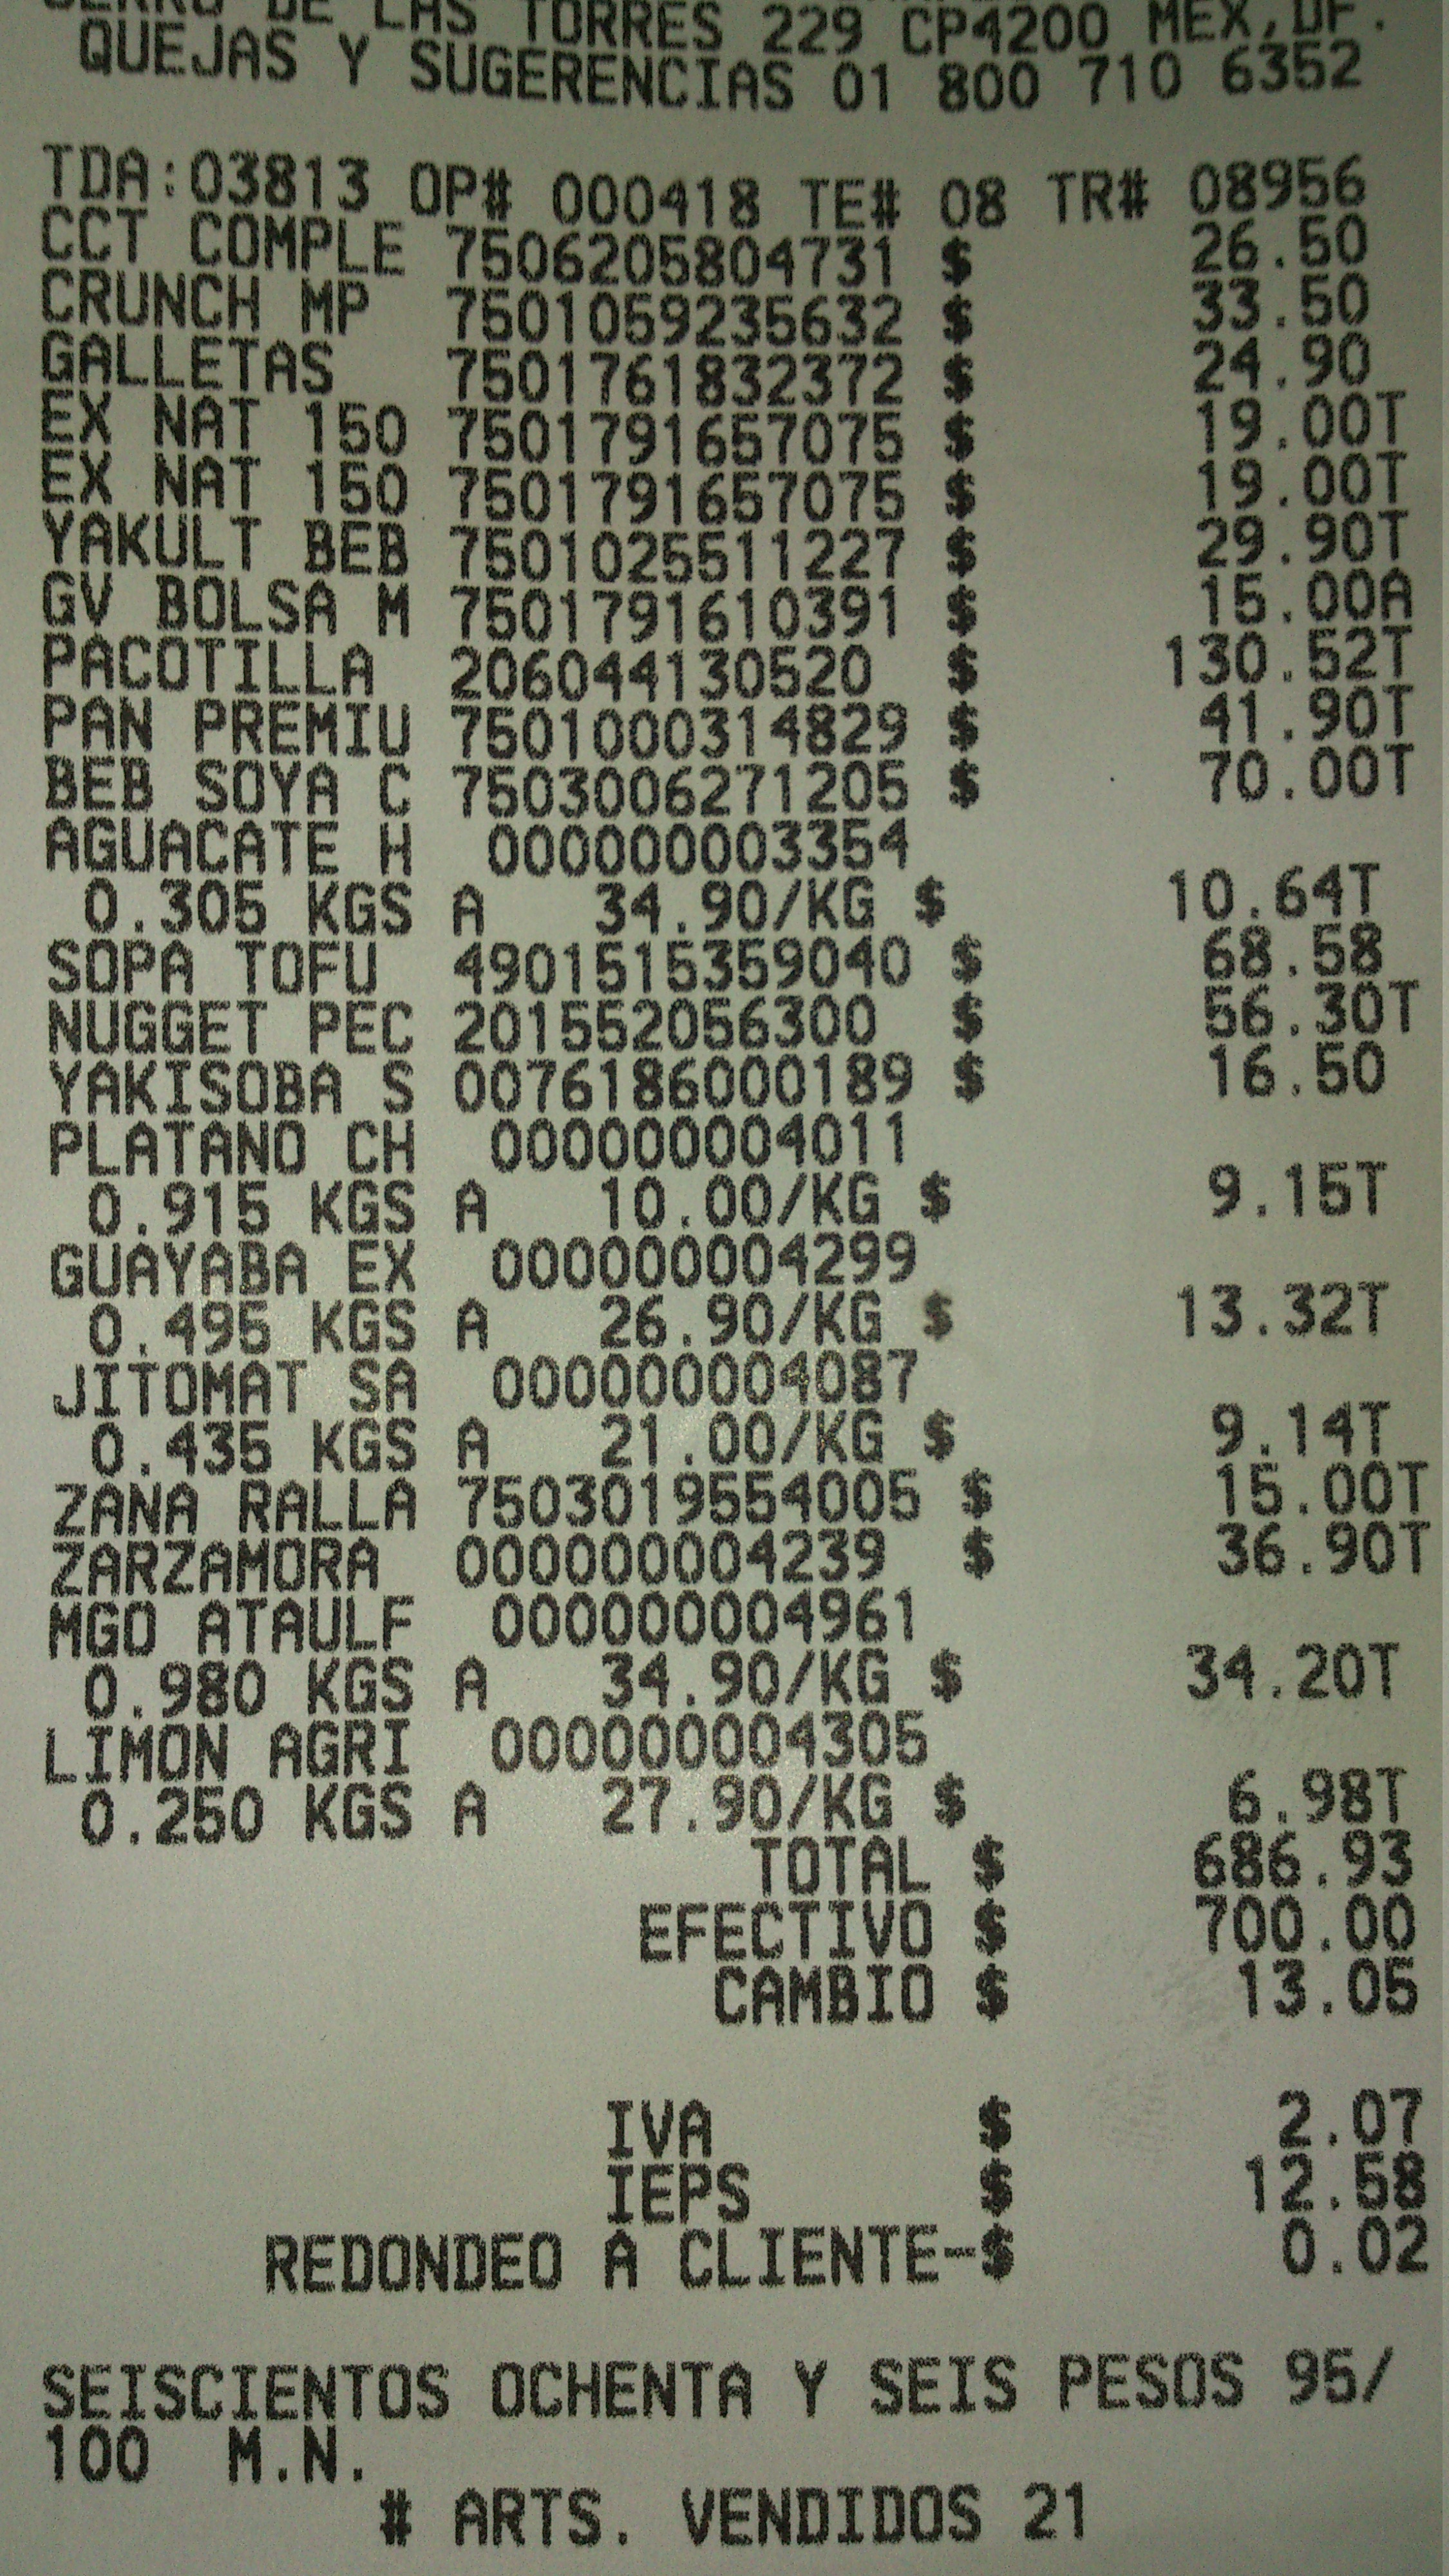 DE LAS TORRES 229 CP4200 MEX,DF.
QUEJAS Y SUGERENCIAS 01 800 710 6352
TDA:03813 OP# 000418 TE# 08 TR# 08956
CCT COMPLE 7506205804731 $ 26.50
CRUNCH MP 7501059235632 $ 33.50
GALLETAS 7501761832372 $ 24.90
EX NAT 150 7501791657075 $ 19.00T
EX NAT 150 7501791657075 $ 19.00T
YAKULT BEB 7501025511227 $ 29.90T
GV BOLSA M 7501791610391 $ 15.00A
PACOTILLA 206044130520 $ 130.52T
PAN PREMIU 7501000314829 $ 41.90T
BEB SOYA C 7503006271205 $ 70.00T
AGUACATE H 000000003354
0.305 KGS A 34.90/KG $ 10.64T
SOPA TOFU 4901515359040 $ 68.58
NUGGET PEC 201552056300 $ 56.30T
YAKISOBA S 0076186000189 $ 16.50
PLATANO CH 000000004011
0.915 KGS A 10.00/KG $ 9.15T
GUAYABA EX 000000004299
0.495 KGS A 26.90/KG $ 13.32T
JITOMAT SA 000000004087
0.435 KGS A 21.00/KG $ 9.14T
ZANA RALLA 7503019554005 $ 15.00T
ZARZAMORA 000000004239 $ 36.90T
MGO ATAULF 000000004961
0.980 KGS A 34.90/KG $ 34.20T
LIMON AGRI 000000004305
0.250 KGS A 27.90/KG $ 6.98T
TOTAL $ 686.93
EFECTIVO $ 700.00
CAMBIO $ 13.05
IVA $ 2.07
IEPS $ 12.58
REDONDEO A CLIENTE-$ 0.02
SEISCIENTOS OCHENTA Y SEIS PESOS 95/
100 M.N.
# ARTS. VENDIDOS 21